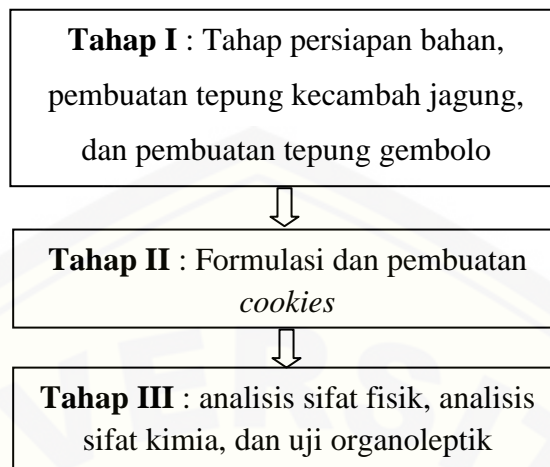 Tahap I : Tahap persiapan bahan,
pembuatan tepung kecambah jagung,
dan pembuatan tepung gembolo
Tahap II : Formulasi dan pembuatan
cookies
Tahap III : analisis sifat fisik, analisis
sifat kimia, dan uji organoleptik